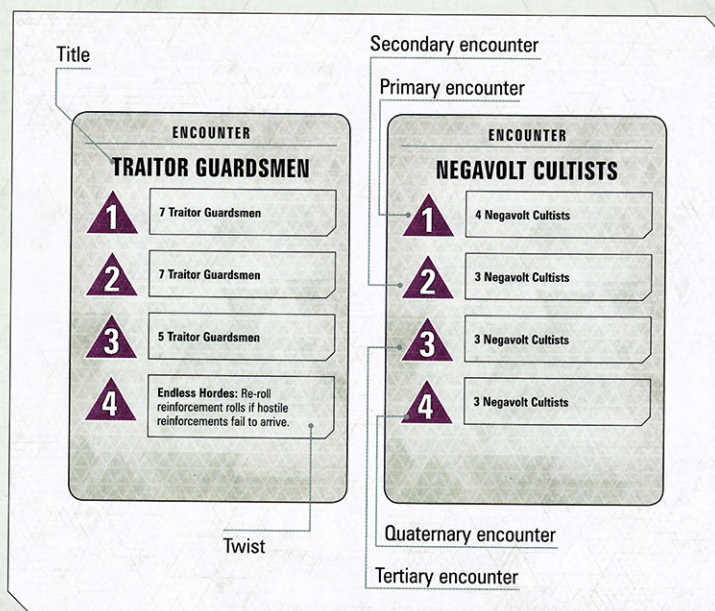 Title
Secondary encounter
Primary encounter
ENCOUNTER
TRAITOR GUARDSMEN
1
7 Traitor Guardsmen
2
7 Traitor Guardsmen
3
5 Traitor Guardsmen
4
Endless Hordes: Re-roll
reinforcement rolls if hostile
reinforcements fail to arrive.
ENCOUNTER
NEGAVOLT CULTISTS
1
4 Negavolt Cultists
2
3 Negavolt Cultists
3
3 Negavolt Cultists
4
3 Negavolt Cultists
Twist
Quaternary encounter
Tertiary encounter